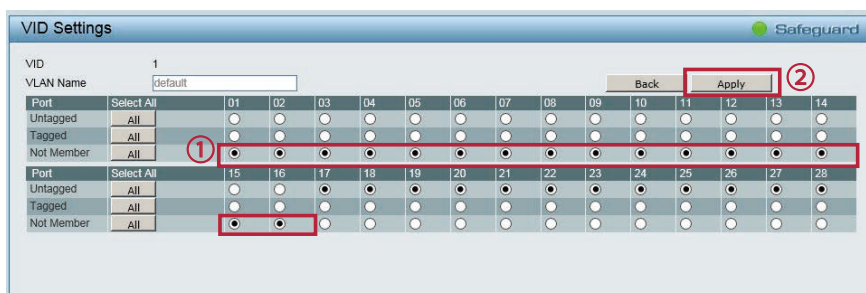 VID Settings
Safeguard
VID 1
VLAN Name default
Back Apply ②
Port Select All 01 02 03 04 05 06 07 08 09 10 11 12 13 14
Untagged All
Tagged All
Not Member All ①
Port Select All 15 16 17 18 19 20 21 22 23 24 25 26 27 28
Untagged All
Tagged All
Not Member All